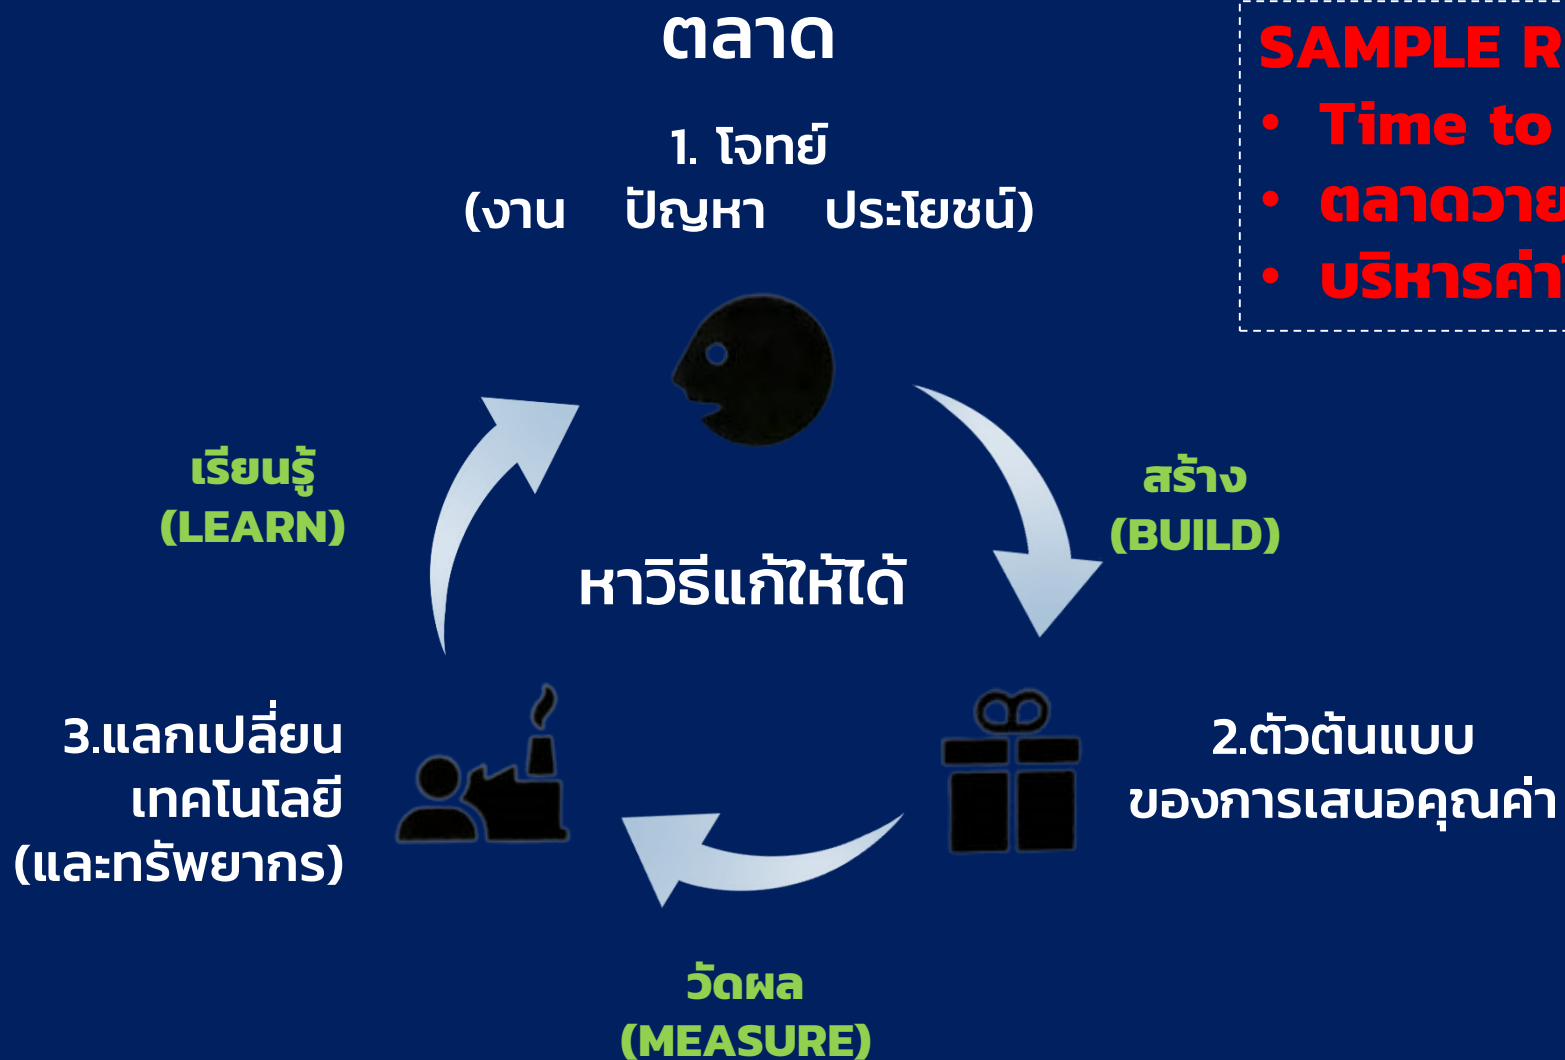 ตลาด
1. โจทย์
(งาน ปัญหา ประโยชน์)
SAMPLE
• Time to
• ตลาดวาย
• บริหารค่า
เรียนรู้
(LEARN)
สร้าง
(BUILD)
หาวิธีแก้ให้ได้
3.แลกเปลี่ยน
เทคโนโลยี
(และทรัพยากร)
2.ตัวต้นแบบ
ของการเสนอคุณค่า
วัดผล
(MEASURE)